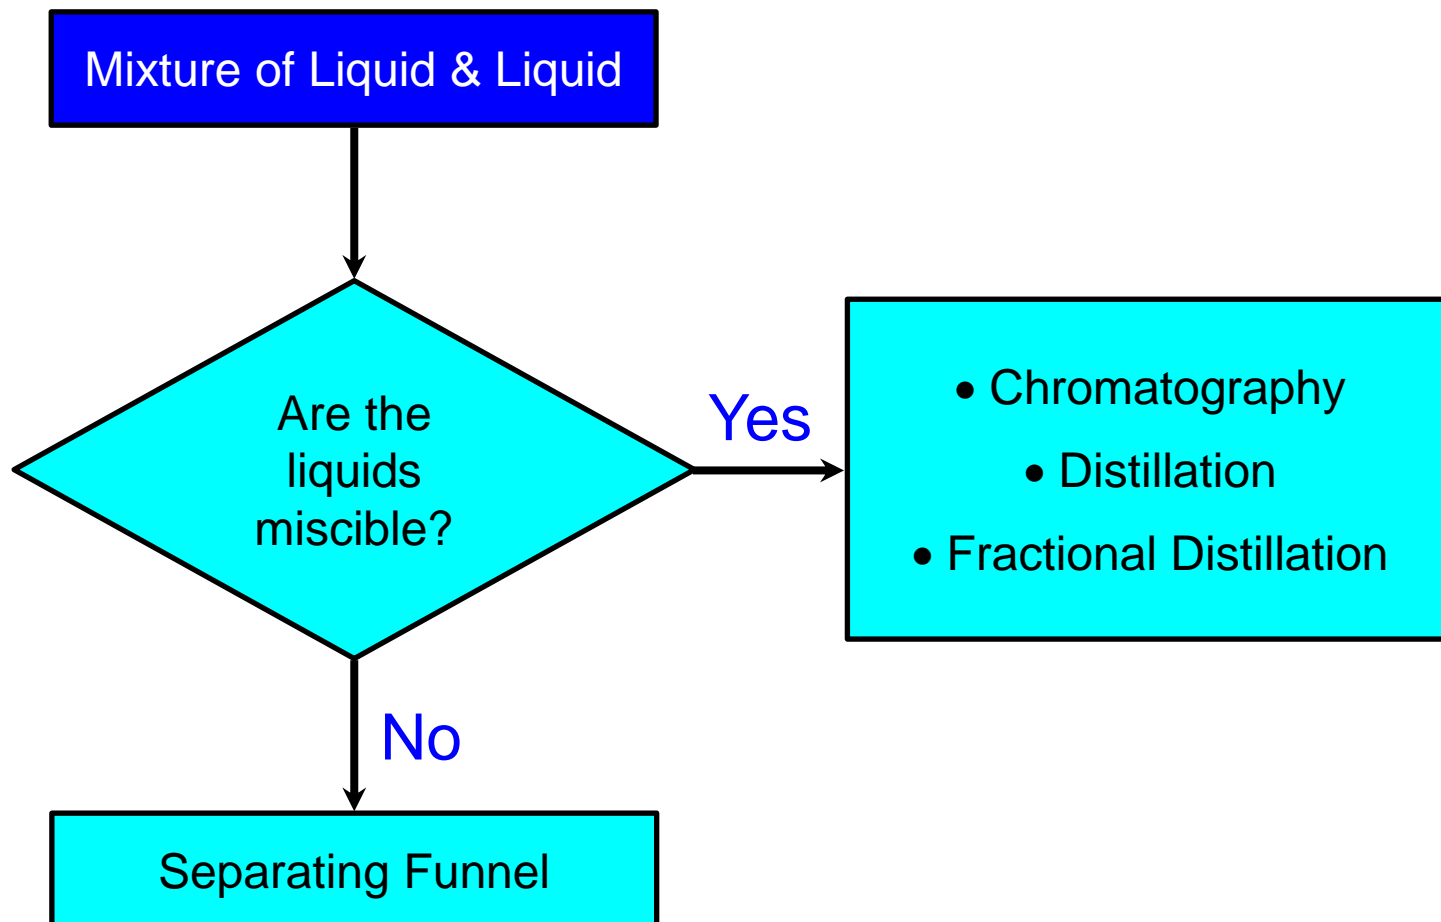 Mixture of Liquid & Liquid
Are the
liquids
miscible?
Yes
• Chromatography
• Distillation
• Fractional Distillation
No
Separating Funnel